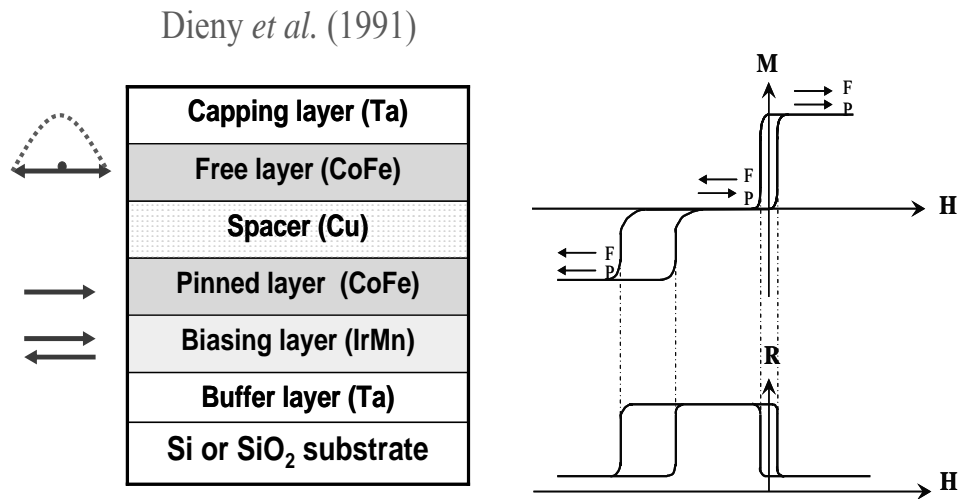 Dieny et al. (1991)
Capping layer (Ta)
Free layer (CoFe)
Spacer (Cu)
Pinned layer (CoFe)
Biasing layer (IrMn)
Buffer layer (Ta)
Si or SiO₂ substrate
M
F
P
F
P
H
F
P
R
H